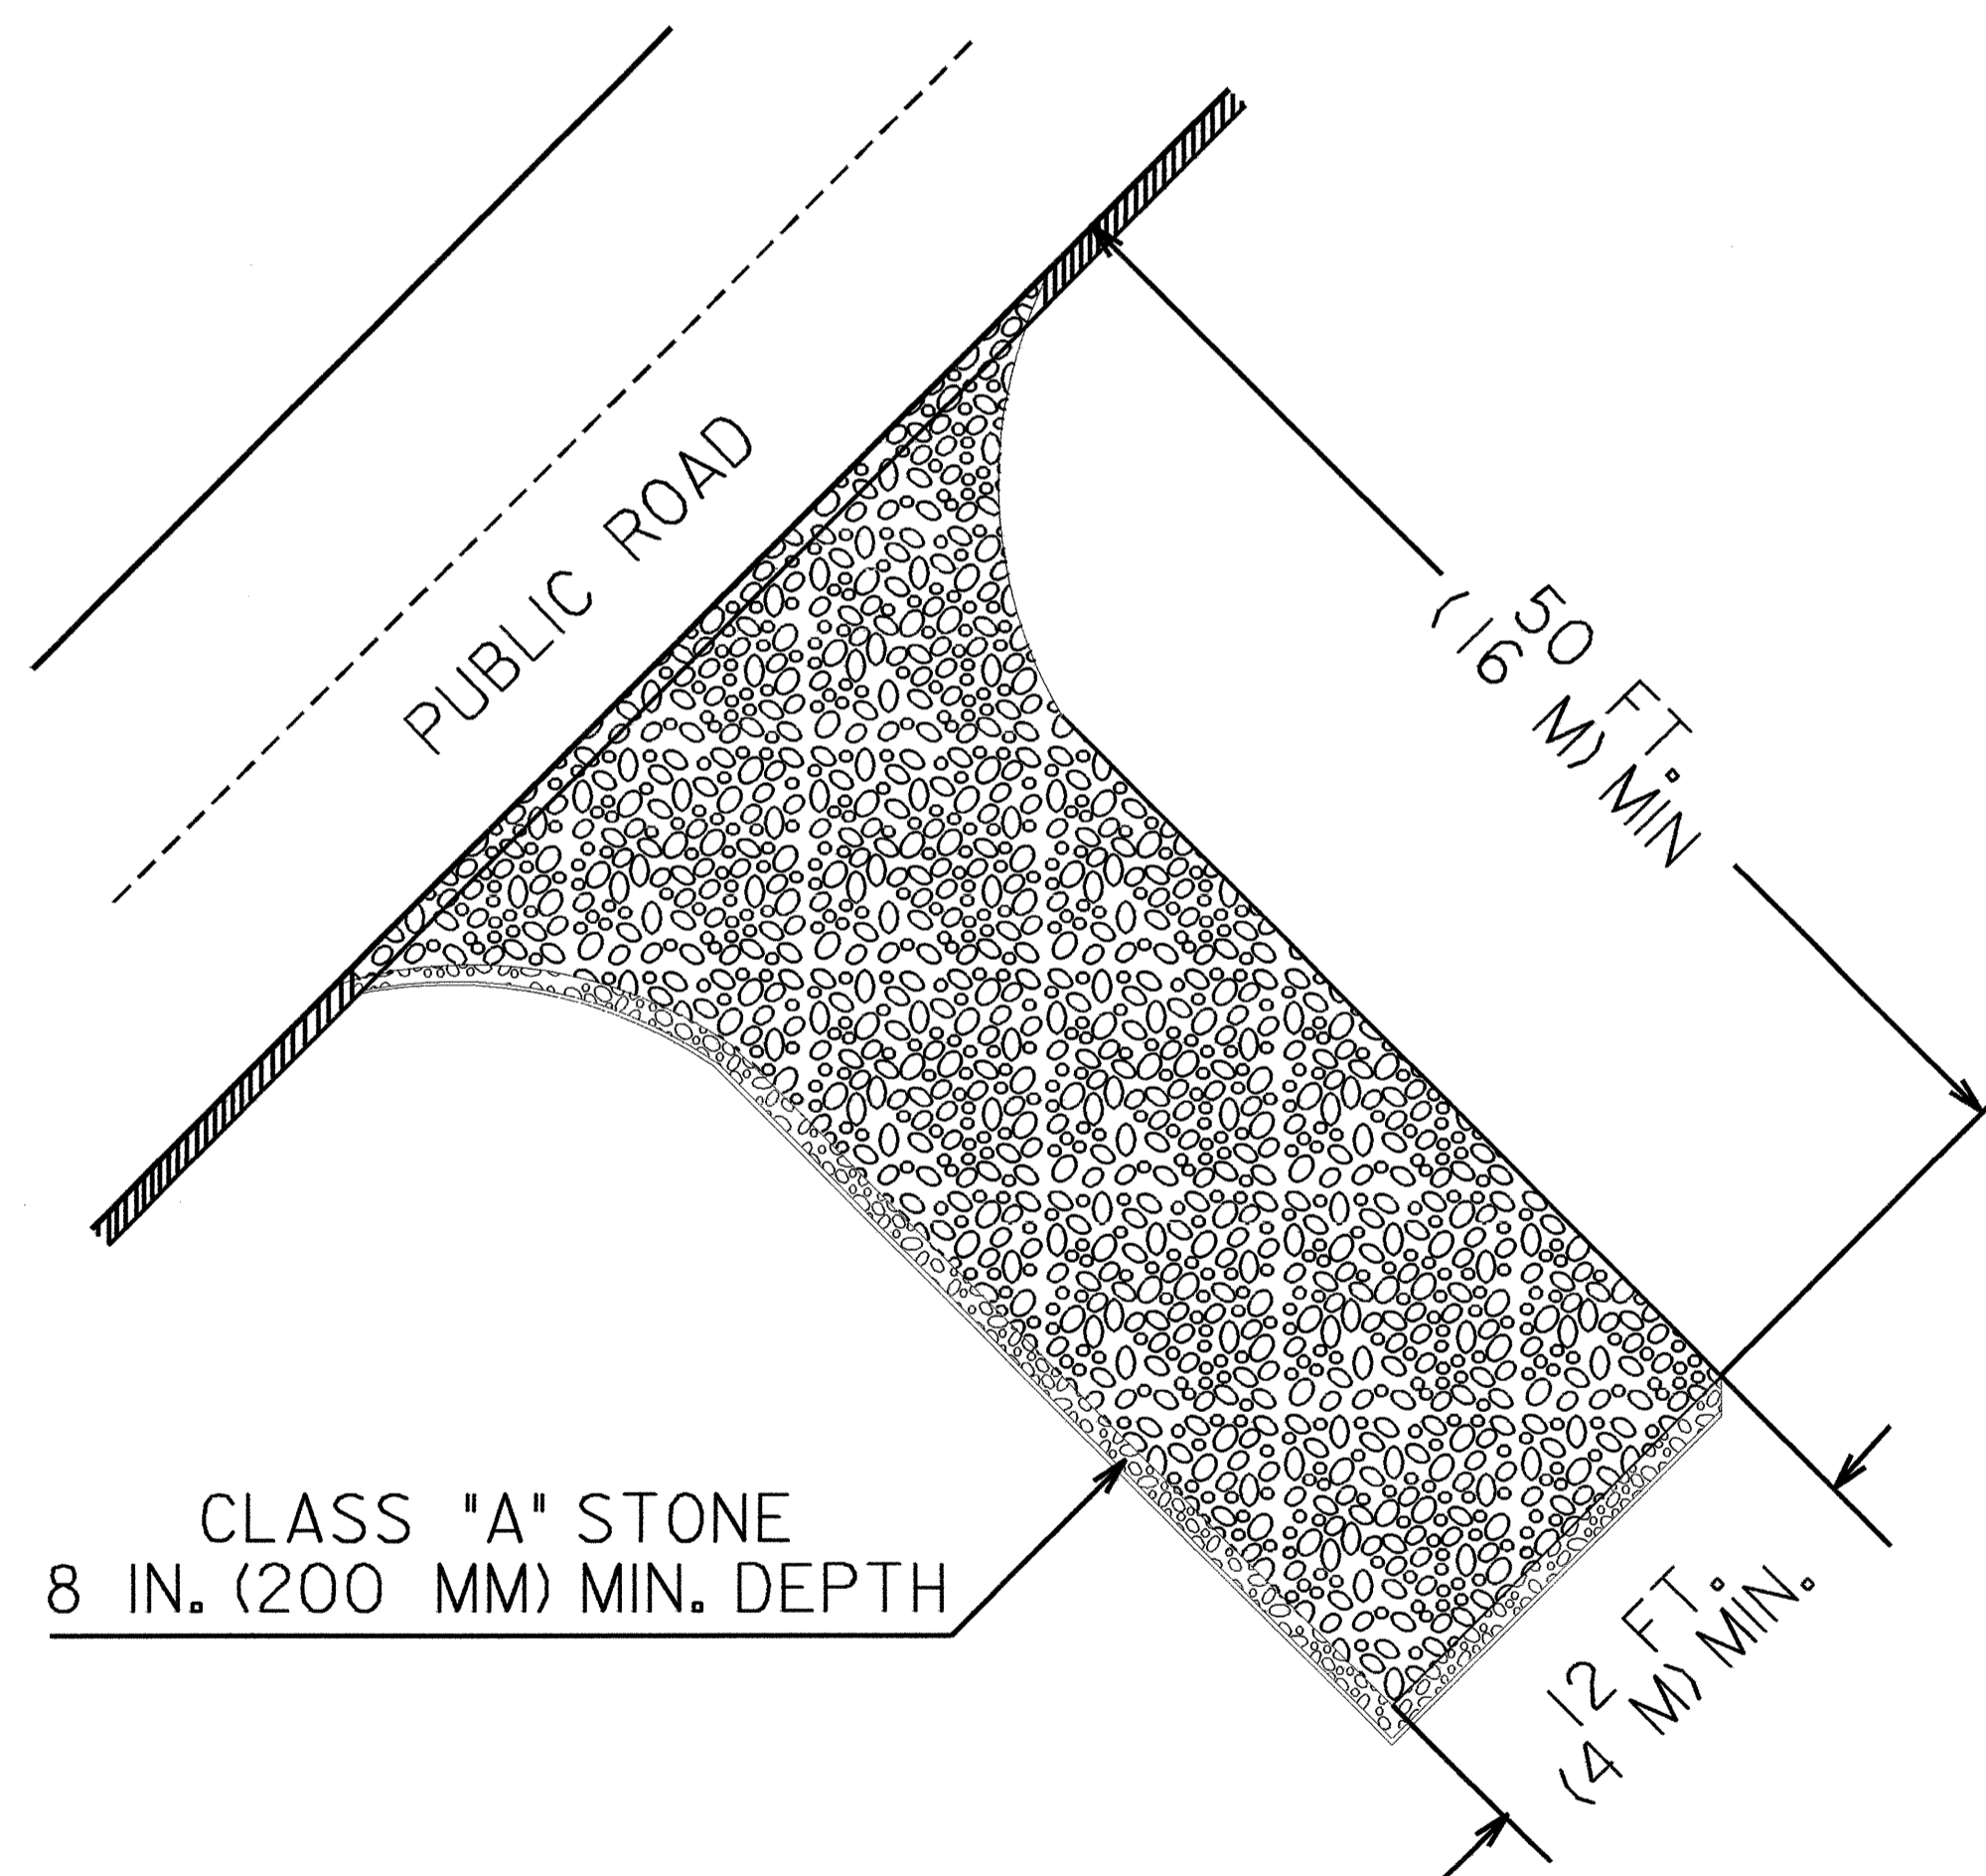 PUBLIC ROAD
50 FT.
(16 M) MIN
CLASS "A" STONE
8 IN. (200 MM) MIN. DEPTH
12 FT.
(4 M) MIN.